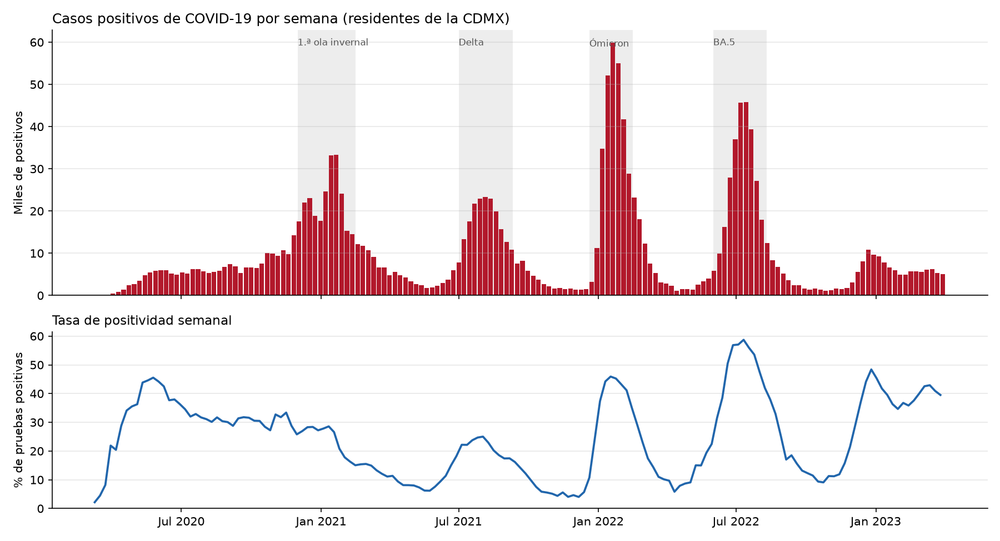 Casos positivos de COVID-19 por semana (residentes de la CDMX)
1.ª ola invernal
Delta
Ómicron
BA.5
Miles de positivos
60
50
40
30
20
10
0
Tasa de positividad semanal
% de pruebas positivas
60
50
40
30
20
10
0
Jul 2020
Jan 2021
Jul 2021
Jan 2022
Jul 2022
Jan 2023